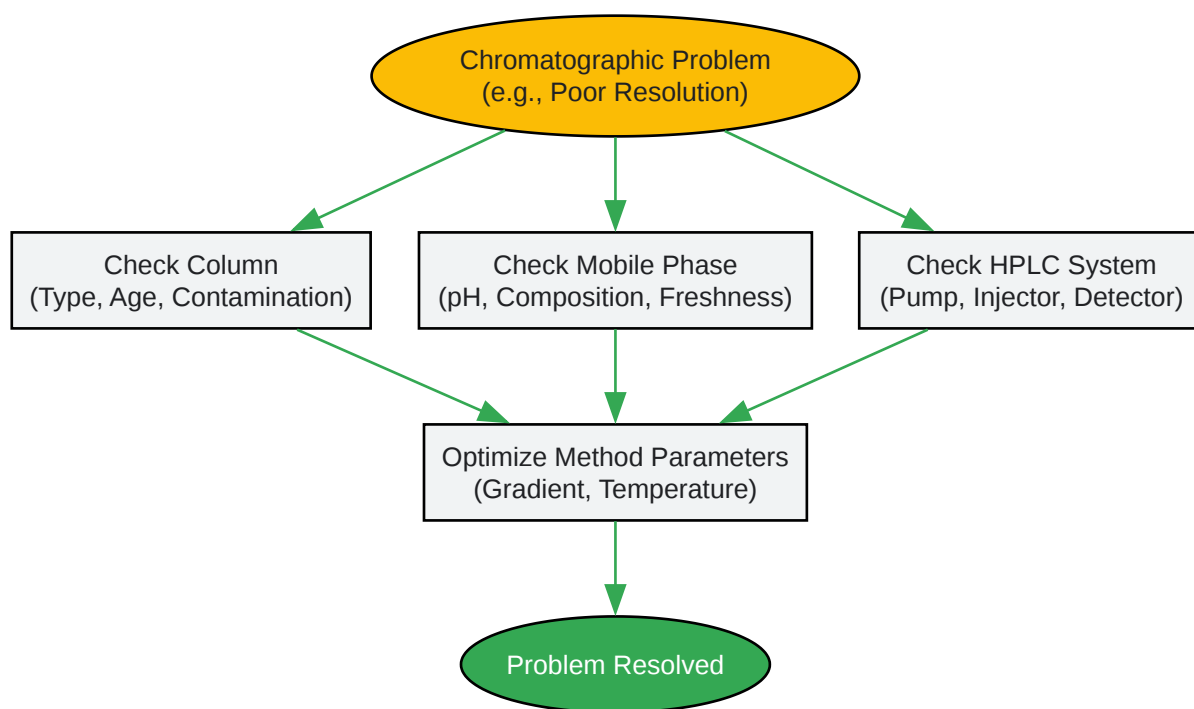 Chromatographic Problem
(e.g., Poor Resolution)
Check Column
(Type, Age, Contamination)
Check Mobile Phase
(pH, Composition, Freshness)
Check HPLC System
(Pump, Injector, Detector)
Optimize Method Parameters
(Gradient, Temperature)
Problem Resolved